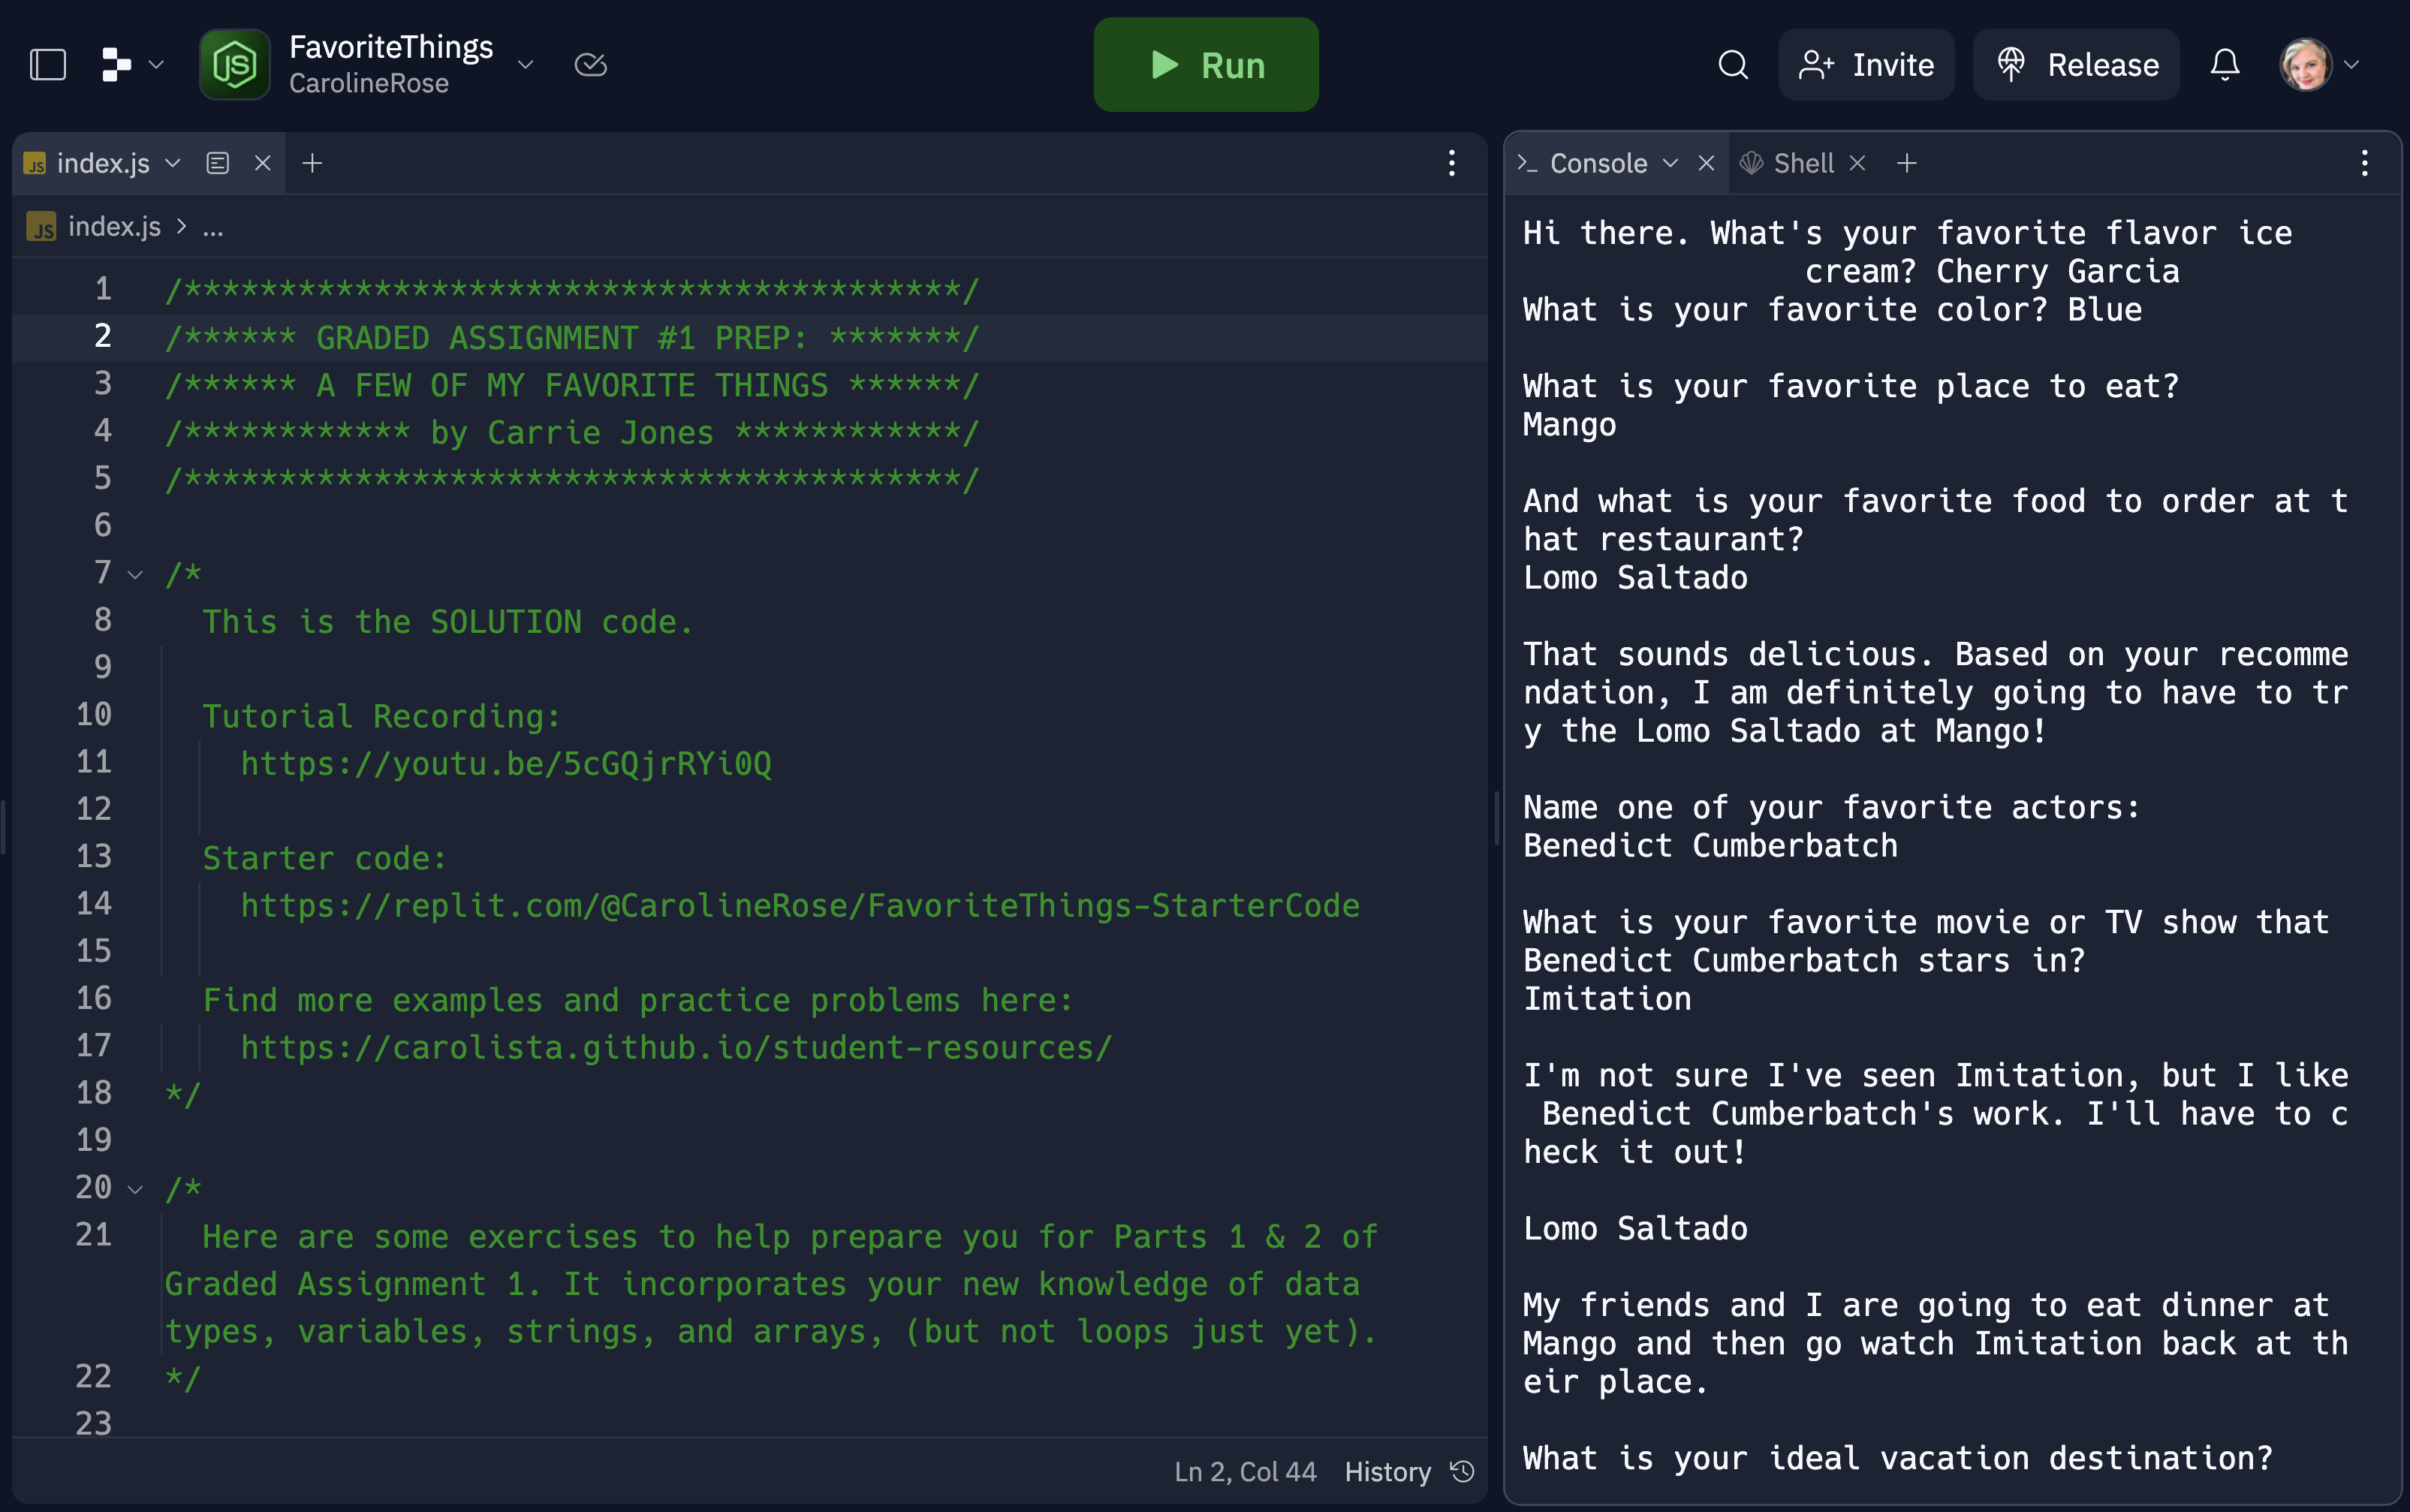 FavoriteThings
CarolineRose
Run
Invite
Release
JS index.js
JS index.js > ...
1 /*****************************************/
2 /****** GRADED ASSIGNMENT #1 PREP: *******/
3 /****** A FEW OF MY FAVORITE THINGS ******/
4 /************ by Carrie Jones ************/
5 /*****************************************/
6
7 /*
8 This is the SOLUTION code.
9
10 Tutorial Recording:
11 https://youtu.be/5cGQjrRYi0Q
12
13 Starter code:
14 https://replit.com/@CarolineRose/FavoriteThings-StarterCode
15
16 Find more examples and practice problems here:
17 https://carolista.github.io/student-resources/
18 */
19
20 /*
21 Here are some exercises to help prepare you for Parts 1 & 2 of
Graded Assignment 1. It incorporates your new knowledge of data
types, variables, strings, and arrays, (but not loops just yet).
22 */
23
Ln 2, Col 44 History
Console
Shell
Hi there. What's your favorite flavor ice
cream? Cherry Garcia
What is your favorite color? Blue
What is your favorite place to eat?
Mango
And what is your favorite food to order at t
hat restaurant?
Lomo Saltado
That sounds delicious. Based on your recomme
ndation, I am definitely going to have to tr
y the Lomo Saltado at Mango!
Name one of your favorite actors:
Benedict Cumberbatch
What is your favorite movie or TV show that
Benedict Cumberbatch stars in?
Imitation
I'm not sure I've seen Imitation, but I like
Benedict Cumberbatch's work. I'll have to c
heck it out!
Lomo Saltado
My friends and I are going to eat dinner at
Mango and then go watch Imitation back at th
eir place.
What is your ideal vacation destination?